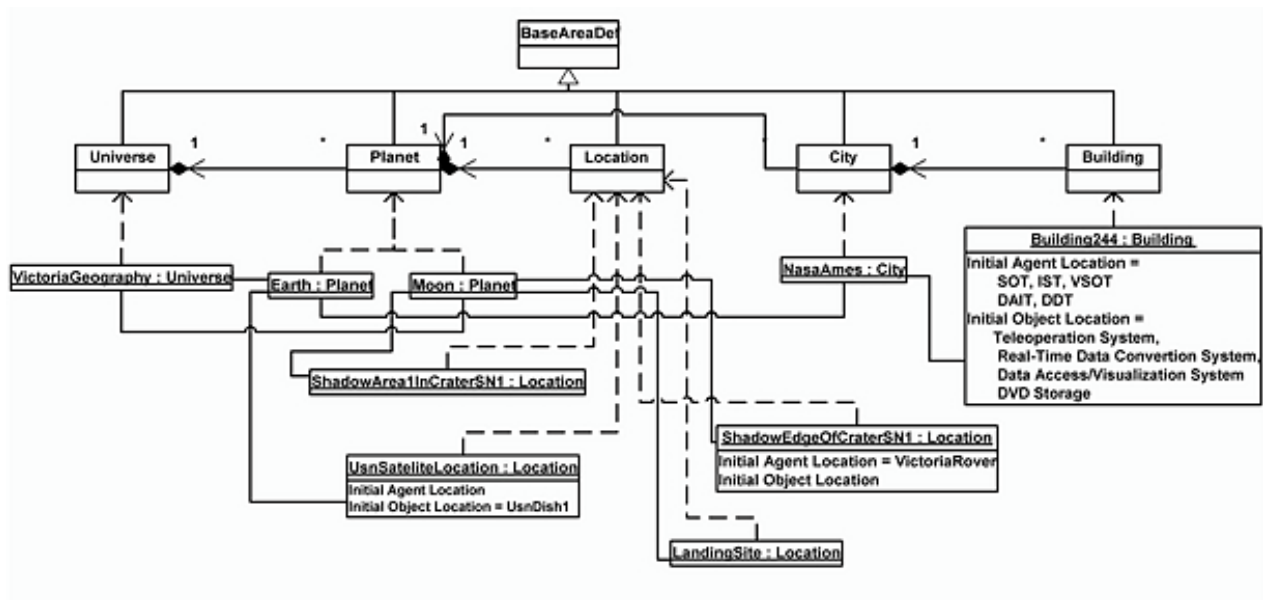 BaseAreaDef
1
*
1
1
*
1
*
Universe
Planet
Location
City
Building
VictoriaGeography : Universe
Earth : Planet
Moon : Planet
NasaAmes : City
Building244 : Building
Initial Agent Location =
SOT, IST, VSOT
DAIT, DDT
Initial Object Location =
Teleoperation System,
Real-Time Data Convertion System,
Data Access/Visualization System
DVD Storage
ShadowArea1InCraterSN1 : Location
ShadowEdgeOfCraterSN1 : Location
Initial Agent Location = VictoriaRover
Initial Object Location
UsnSateliteLocation : Location
Initial Agent Location
Initial Object Location = UsnDish1
LandingSite : Location